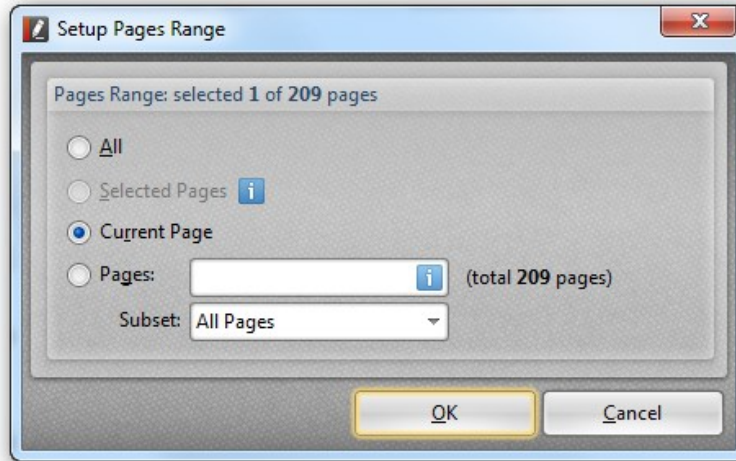 Setup Pages Range
Pages Range: selected 1 of 209 pages
All
Selected Pages i
Current Page
Pages: i (total 209 pages)
Subset: All Pages
OK Cancel